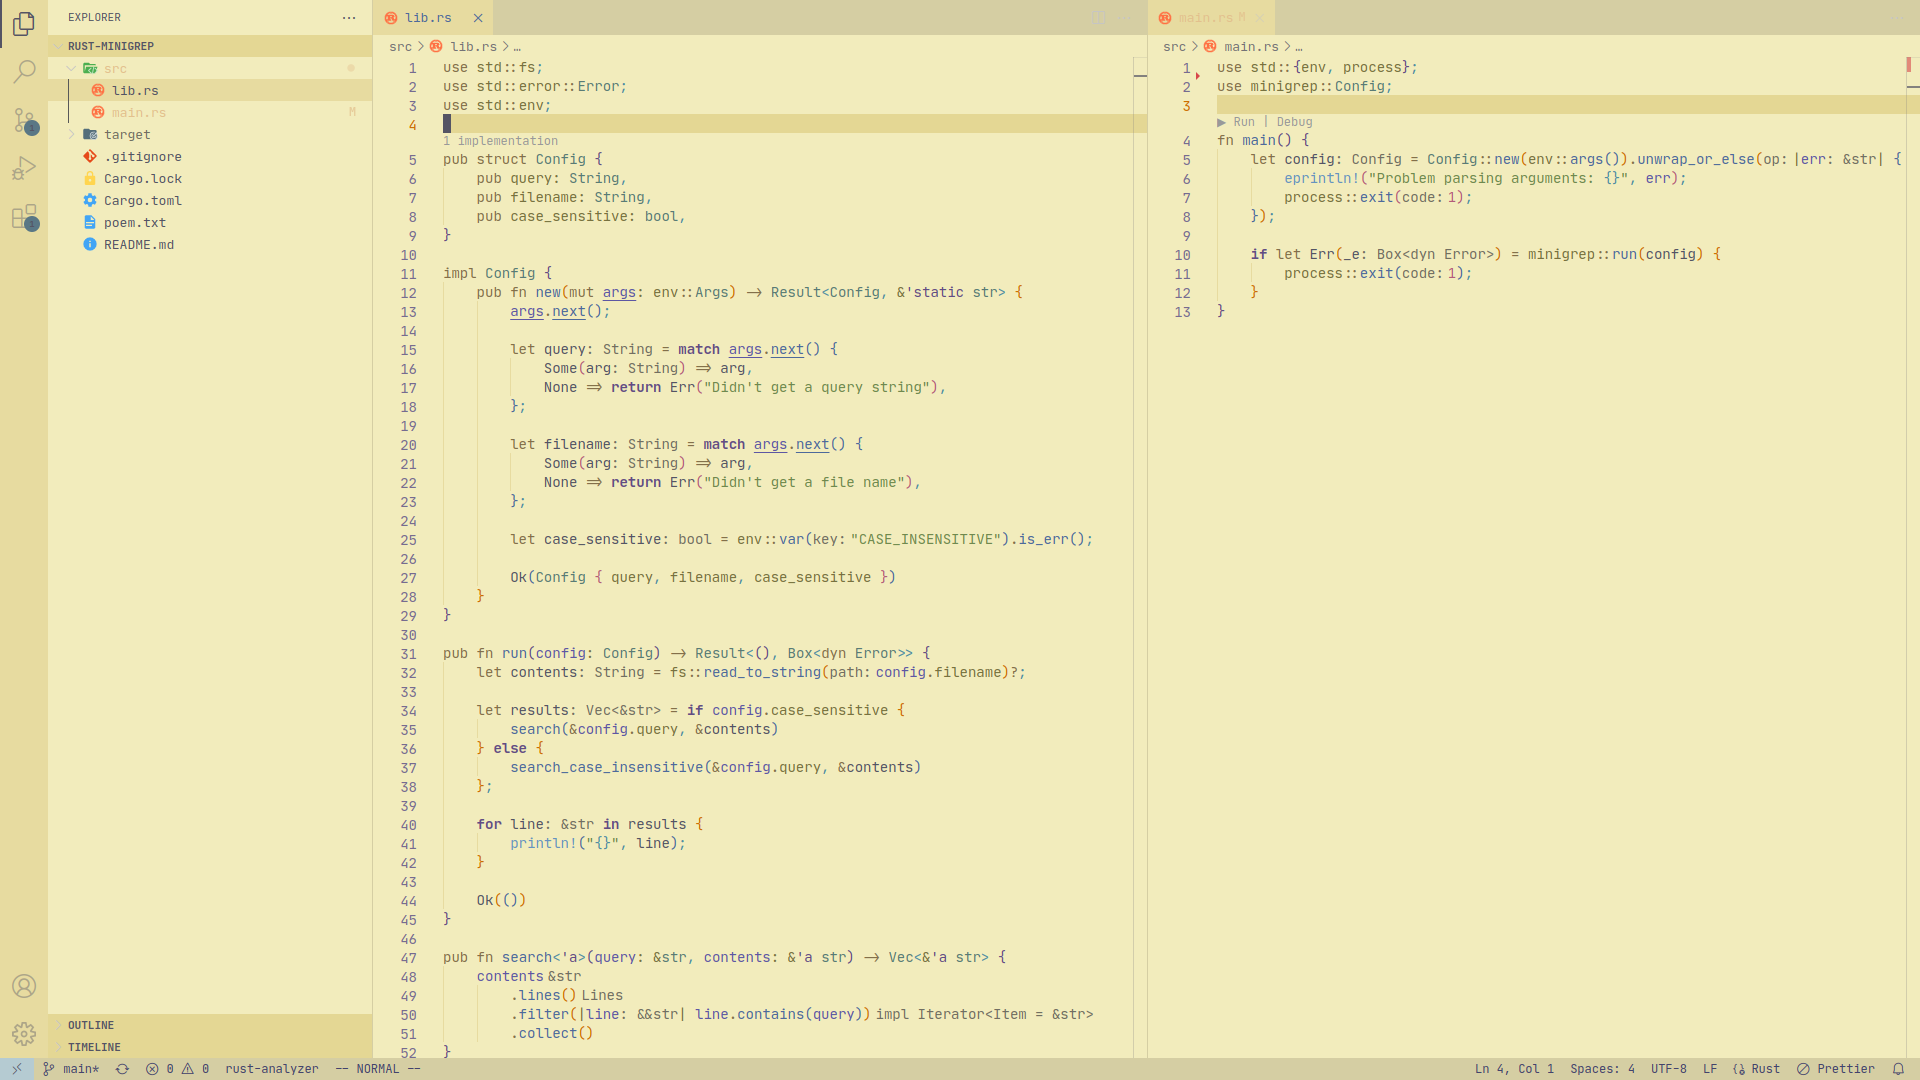 EXPLORER
RUST-MINIGREP
src
lib.rs
main.rs M
target
.gitignore
Cargo.lock
Cargo.toml
poem.txt
README.md
OUTLINE
TIMELINE
lib.rs
src > lib.rs > …
1 use std::fs;
2 use std::error::Error;
3 use std::env;
4
1 implementation
5 pub struct Config {
6     pub query: String,
7     pub filename: String,
8     pub case_sensitive: bool,
9 }
10
11 impl Config {
12     pub fn new(mut args: env::Args) -> Result<Config, &'static str> {
13         args.next();
14
15         let query: String = match args.next() {
16             Some(arg: String) => arg,
17             None => return Err("Didn't get a query string"),
18         };
19
20         let filename: String = match args.next() {
21             Some(arg: String) => arg,
22             None => return Err("Didn't get a file name"),
23         };
24
25         let case_sensitive: bool = env::var(key: "CASE_INSENSITIVE").is_err();
26
27         Ok(Config { query, filename, case_sensitive })
28     }
29 }
30
31 pub fn run(config: Config) -> Result<(), Box<dyn Error>> {
32     let contents: String = fs::read_to_string(path: config.filename)?;
33
34     let results: Vec<&str> = if config.case_sensitive {
35         search(&config.query, &contents)
36     } else {
37         search_case_insensitive(&config.query, &contents)
38     };
39
40     for line: &str in results {
41         println!("{}", line);
42     }
43
44     Ok(())
45 }
46
47 pub fn search<'a>(query: &str, contents: &'a str) -> Vec<&'a str> {
48     contents &str
49         .lines() Lines
50         .filter(|line: &&str| line.contains(query)) impl Iterator<Item = &str>
51         .collect()
52 }
main.rs M
src > main.rs > …
1 use std::{env, process};
2 use minigrep::Config;
3
▶ Run | Debug
4 fn main() {
5     let config: Config = Config::new(env::args()).unwrap_or_else(op: |err: &str| {
6         eprintln!("Problem parsing arguments: {}", err);
7         process::exit(code: 1);
8     });
9
10     if let Err(_e: Box<dyn Error>) = minigrep::run(config) {
11         process::exit(code: 1);
12     }
13 }
main* 0 0 rust-analyzer -- NORMAL -- Ln 4, Col 1 Spaces: 4 UTF-8 LF Rust Prettier